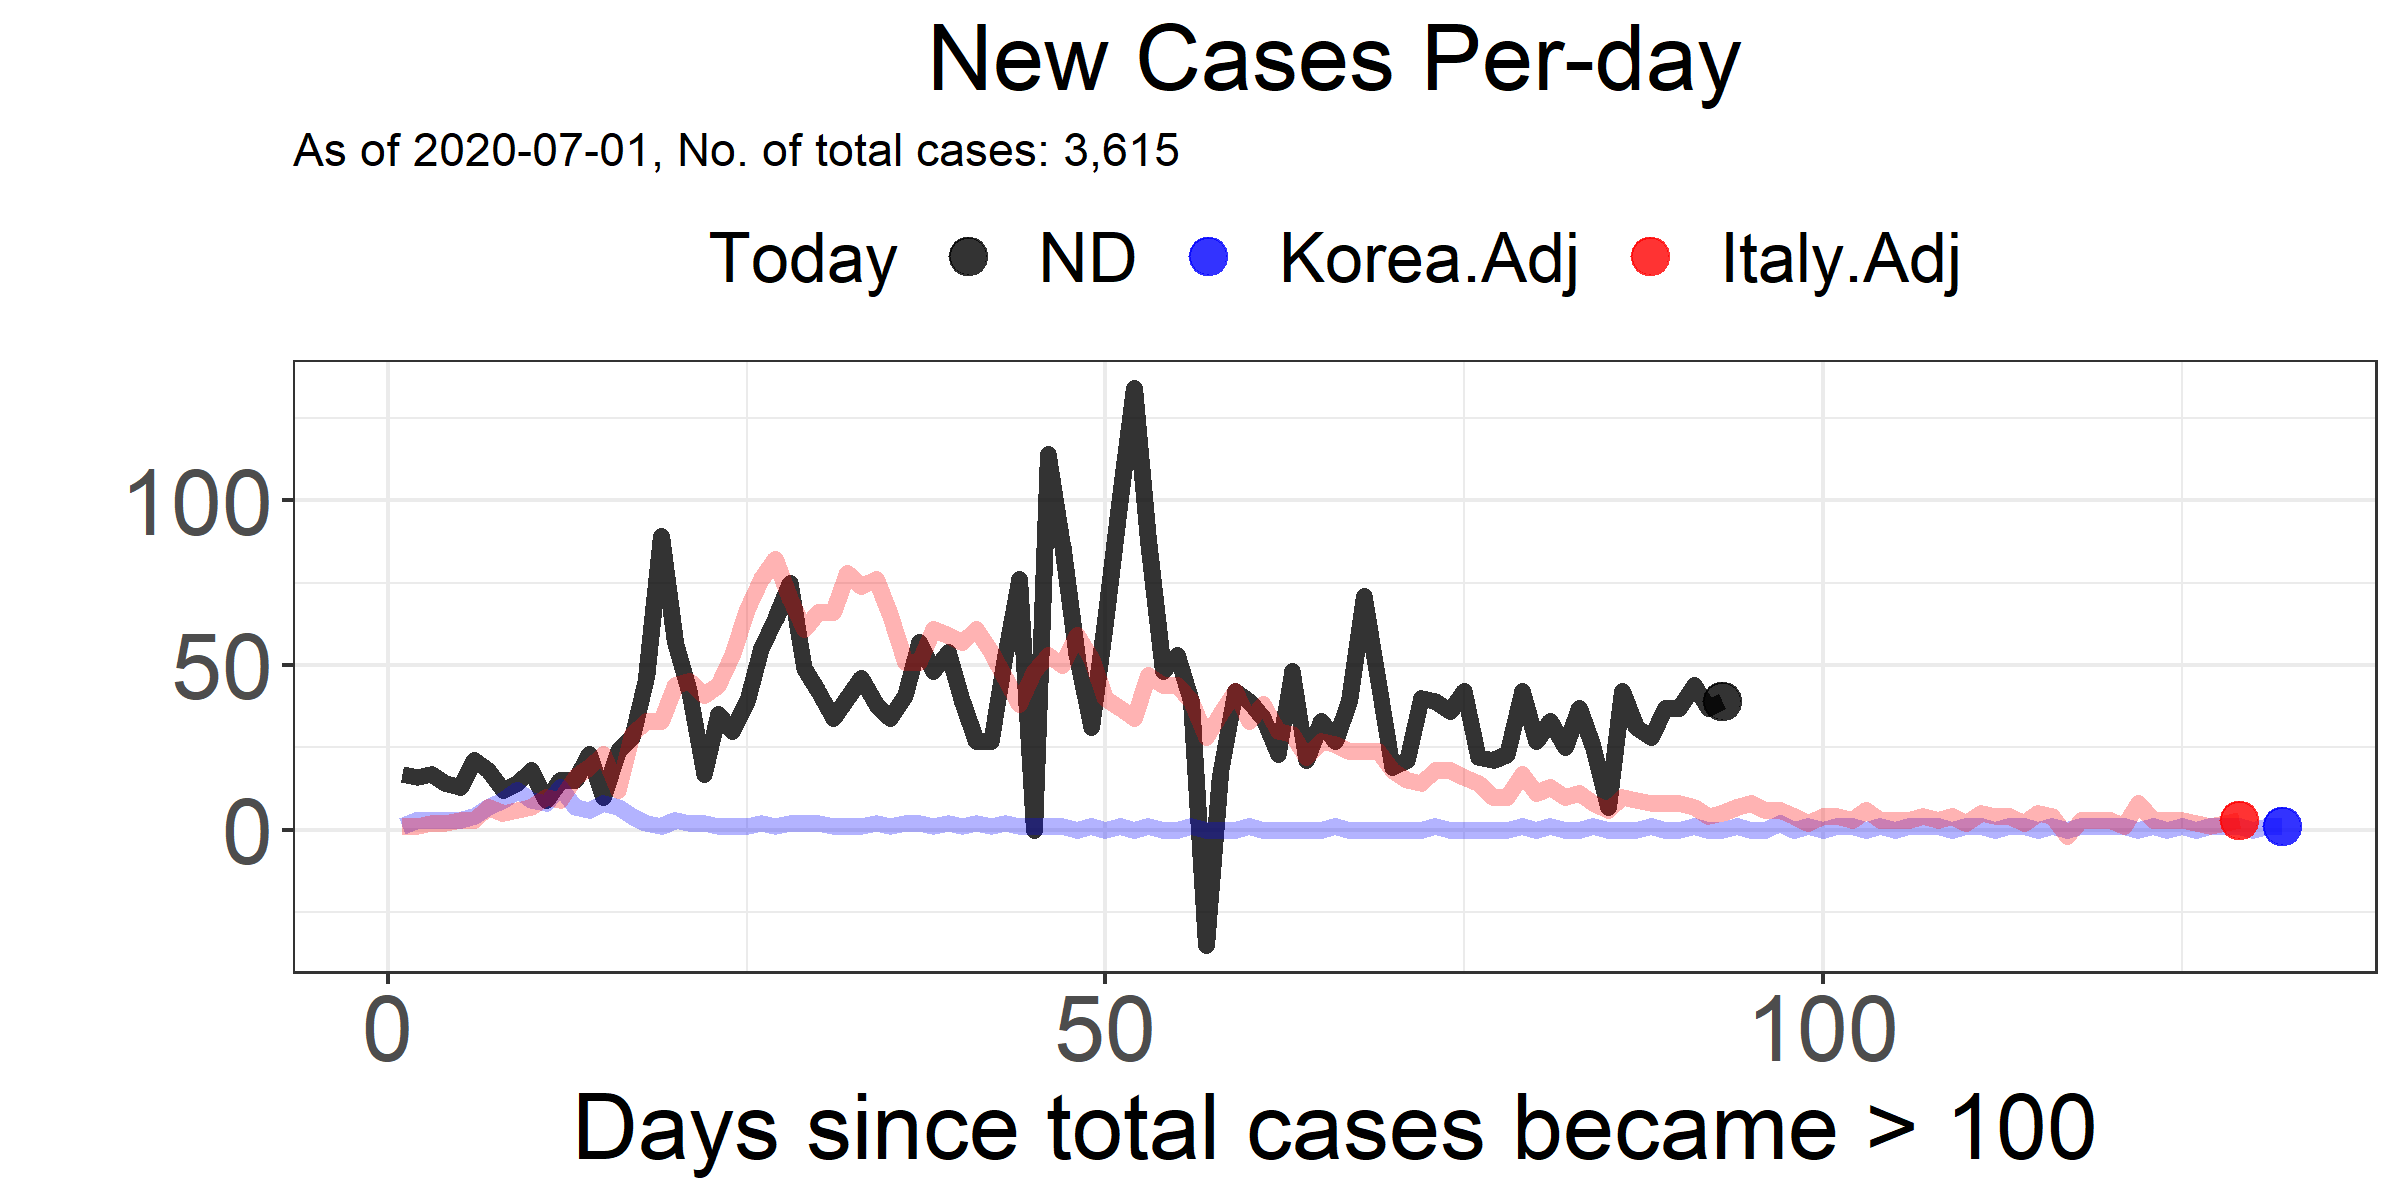 New Cases Per-day
As of 2020-07-01, No. of total cases: 3,615
Today ND Korea.Adj Italy.Adj
100
50
0
0 50 100
Days since total cases became > 100